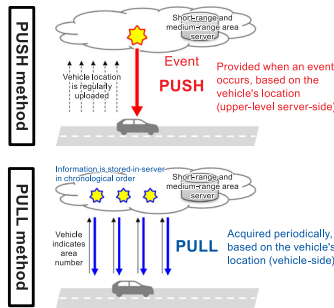 PUSH method
Short-range and
medium-range area
server
Event
PUSH
Vehicle location
is regularly
uploaded
Provided when an event
occurs, based on the
vehicle's location
(upper-level server-side)
PULL method
Information is stored in server
in chronological order
Short-range and
medium-range area
server
Vehicle
indicates
area
number
PULL
Acquired periodically,
based on the vehicle's
location (vehicle-side)